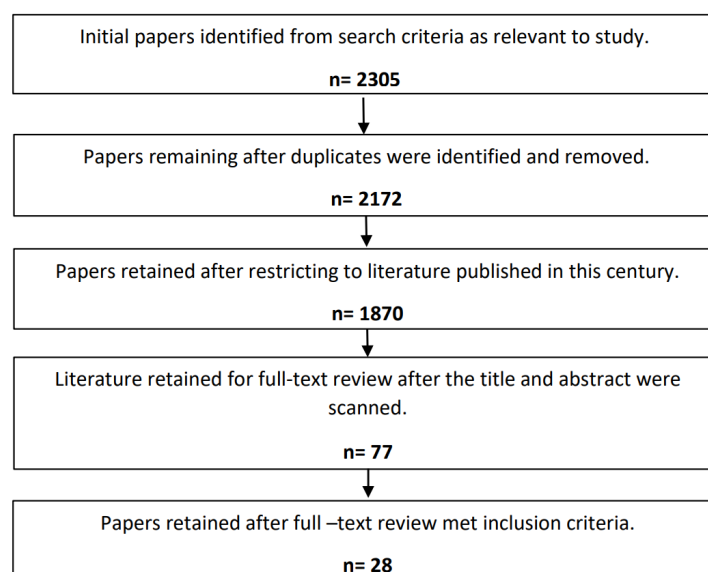 Initial papers identified from search criteria as relevant to study.
n= 2305
Papers remaining after duplicates were identified and removed.
n= 2172
Papers retained after restricting to literature published in this century.
n= 1870
Literature retained for full-text review after the title and abstract were
scanned.
n= 77
Papers retained after full –text review met inclusion criteria.
n= 28